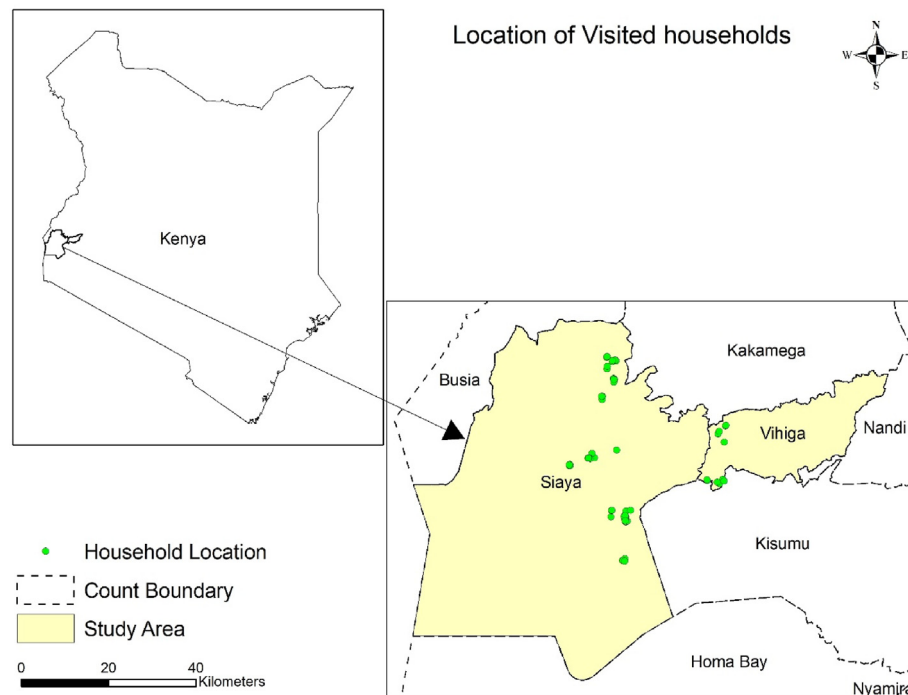 Location of Visited households
N
W E
S
Kenya
Kakamega
Busia
Vihiga
Nandi
Siaya
Kisumu
Homa Bay
Nyamira
Household Location
Count Boundary
Study Area
0 20 40
Kilometers